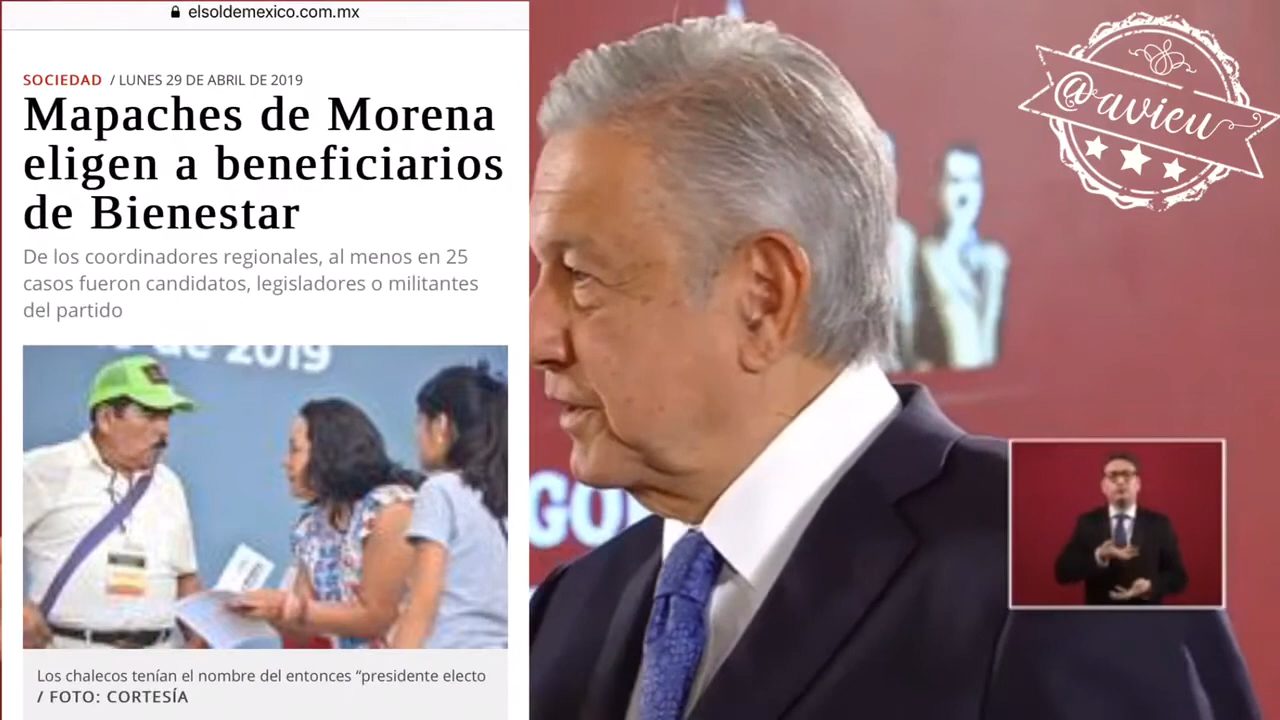 elsoldemexico.com.mx
SOCIEDAD / LUNES 29 DE ABRIL DE 2019
Mapaches de Morena
eligen a beneficiarios
de Bienestar
De los coordinadores regionales, al menos en 25
casos fueron candidatos, legisladores o militantes
del partido
de 2019
Los chalecos tenían el nombre del entonces “presidente electo
/ FOTO: CORTESÍA
@avieu
GO